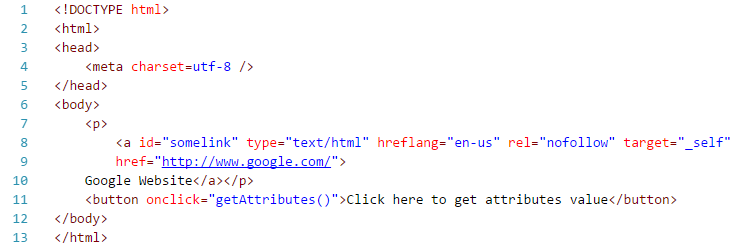 1 <!DOCTYPE html>
2 <html>
3 <head>
4     <meta charset=utf-8 />
5 </head>
6 <body>
7     <p>
8         <a id="somelink" type="text/html" hreflang="en-us" rel="nofollow" target="_self"
9         href="http://www.google.com/">
10     Google Website</a></p>
11     <button onclick="getAttributes()">Click here to get attributes value</button>
12 </body>
13 </html>